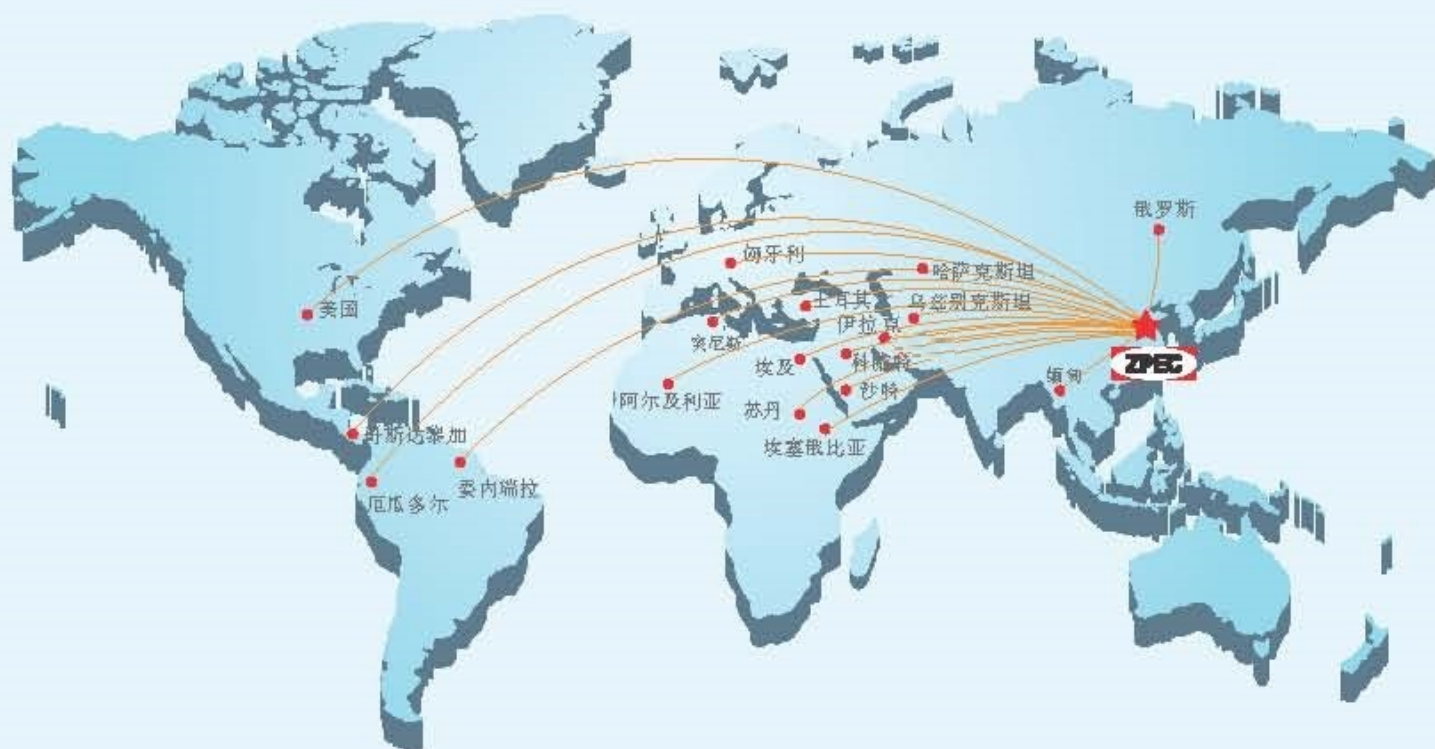 俄罗斯
匈牙利
哈萨克斯坦
土耳其
乌兹别克斯坦
美国
伊拉克
突尼斯
ZPEC
埃及
科威特
缅甸
沙特
阿尔及利亚
苏丹
哥斯达黎加
埃塞俄比亚
委内瑞拉
厄瓜多尔